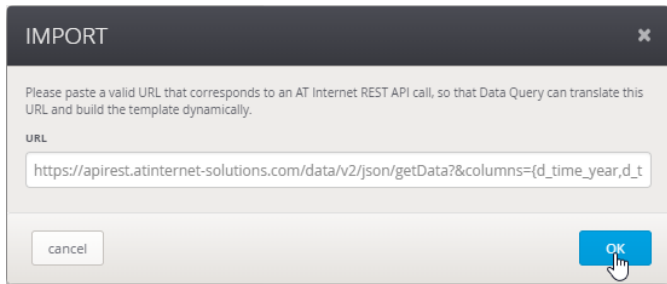 IMPORT
Please paste a valid URL that corresponds to an AT Internet REST API call, so that Data Query can translate this
URL and build the template dynamically.
URL
https://apirest.atinternet-solutions.com/data/v2/json/getData?&columns={d_time_year,d_t
cancel
OK